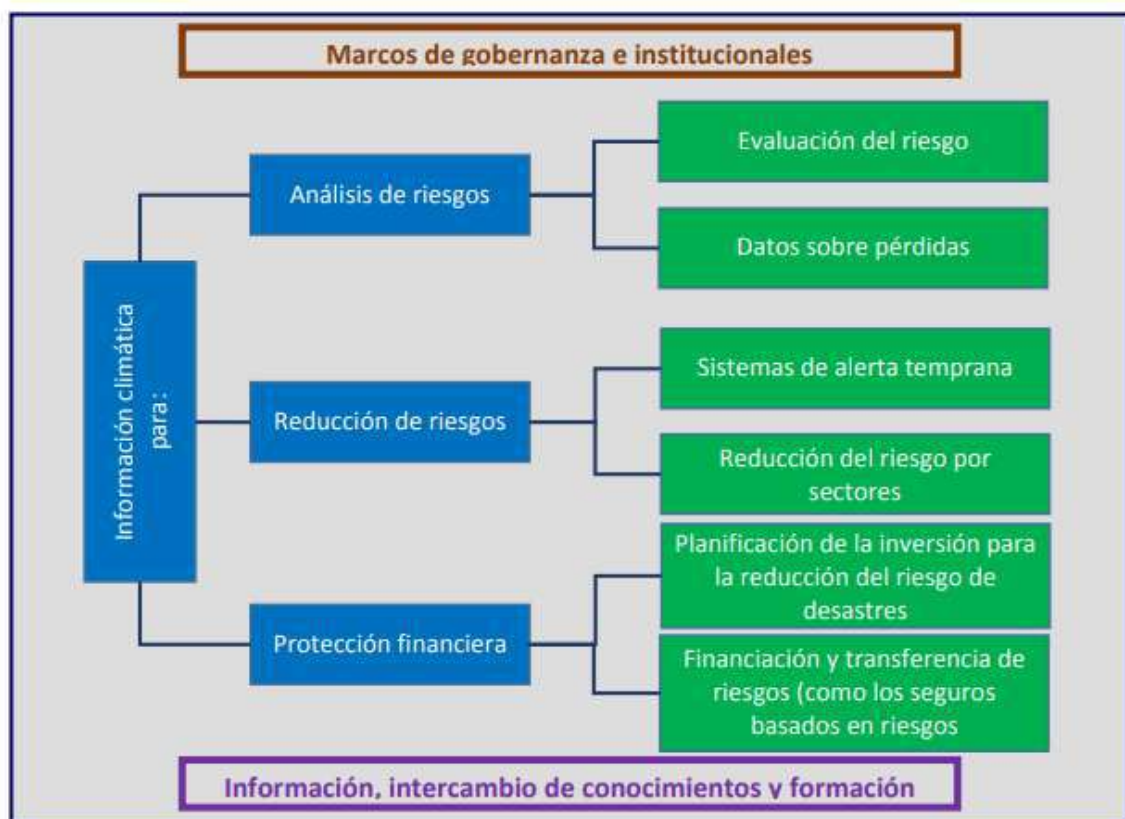 Marcos de gobernanza e institucionales
Información climática
para:
Análisis de riesgos
Evaluación del riesgo
Datos sobre pérdidas
Reducción de riesgos
Sistemas de alerta temprana
Reducción del riesgo por
sectores
Protección financiera
Planificación de la inversión para
la reducción del riesgo de
desastres
Financiación y transferencia de
riesgos (como los seguros
basados en riesgos
Información, intercambio de conocimientos y formación